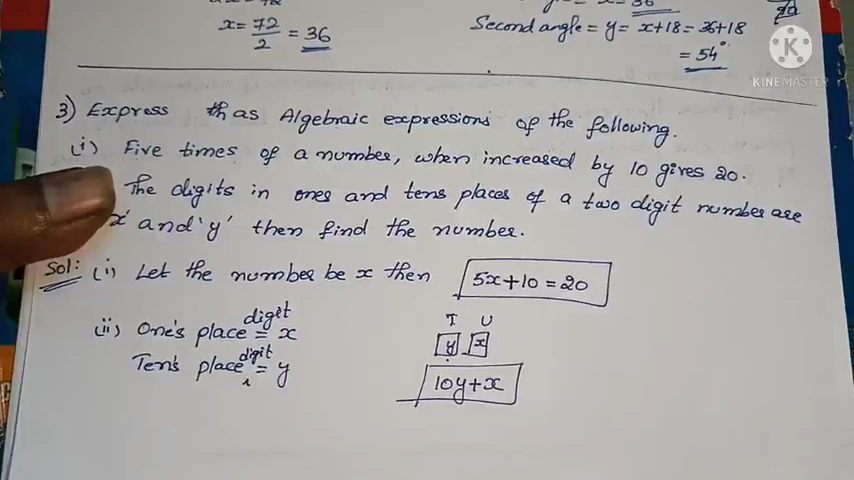 x = 72/2 = 36
Second angle = y = x+18 = 36+18
= 54°
KINEMASTER
3) Express th as Algebraic expressions of the following.
(i) Five times of a number, when increased by 10 gives 20.
The digits in ones and tens places of a two digit number are
'x' and 'y' then find the number.
Sol: (i) Let the number be x then 5x+10=20
(ii) One's place digit = x
T U
y x
Ten's place digit = y
10y+x